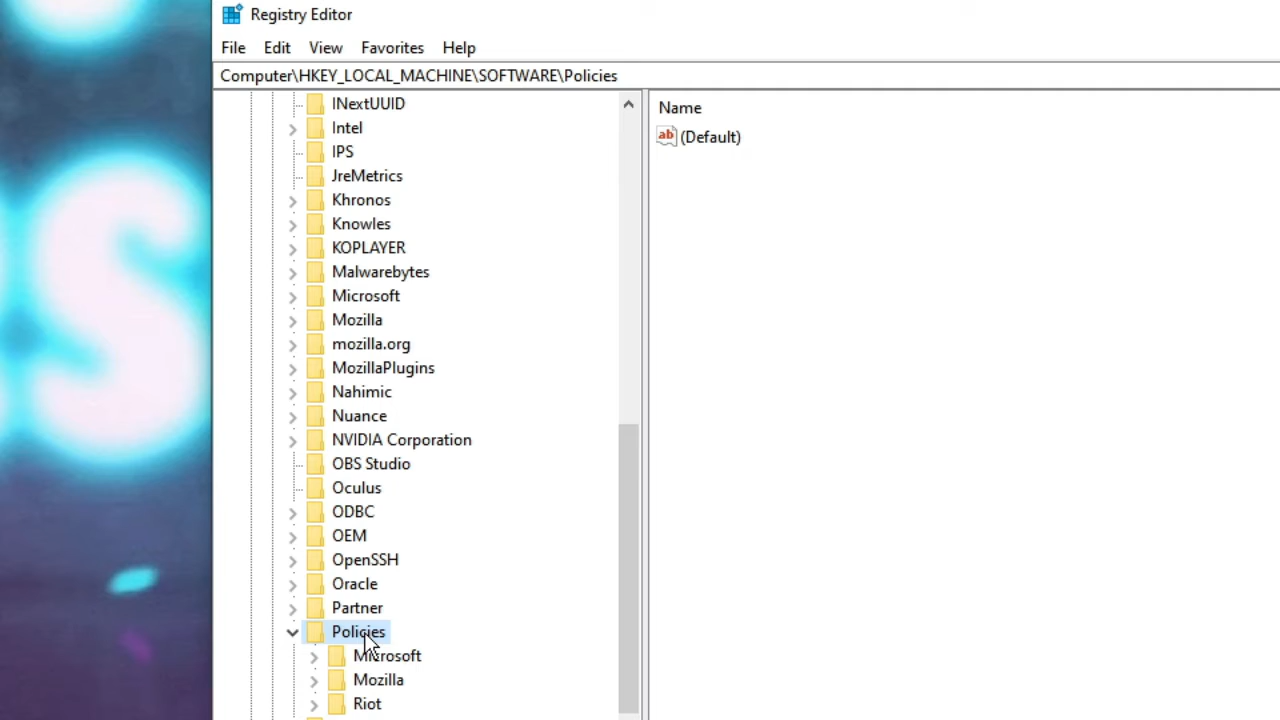 Registry Editor
File Edit View Favorites Help
Computer\HKEY_LOCAL_MACHINE\SOFTWARE\Policies
INextUUID
Intel
IPS
JreMetrics
Khronos
Knowles
KOPLAYER
Malwarebytes
Microsoft
Mozilla
mozilla.org
MozillaPlugins
Nahimic
Nuance
NVIDIA Corporation
OBS Studio
Oculus
ODBC
OEM
OpenSSH
Oracle
Partner
Policies
Microsoft
Mozilla
Riot
Name
ab (Default)
S